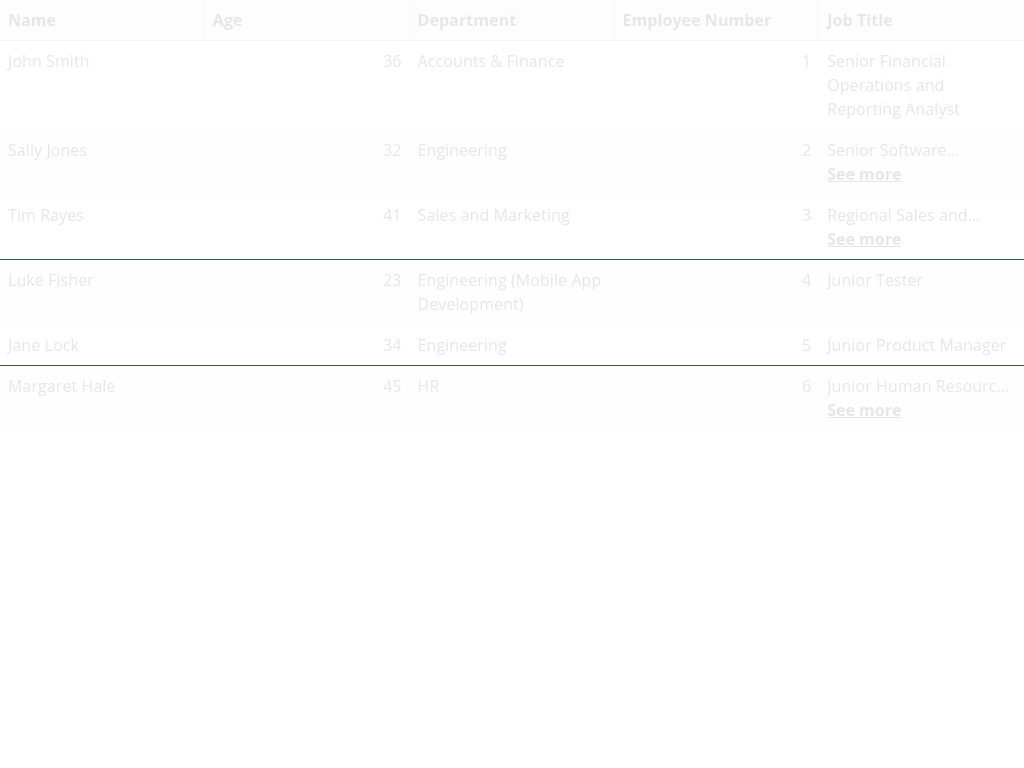 Name Age Department Employee Number Job Title
John Smith 36 Accounts & Finance 1 Senior Financial
Operations and
Reporting Analyst
Sally Jones 32 Engineering 2 Senior Software...
See more
Tim Rayes 41 Sales and Marketing 3 Regional Sales and...
See more
Luke Fisher 23 Engineering (Mobile App 4 Junior Tester
Development)
Jane Lock 34 Engineering 5 Junior Product Manager
Margaret Hale 45 HR 6 Junior Human Resourc...
See more